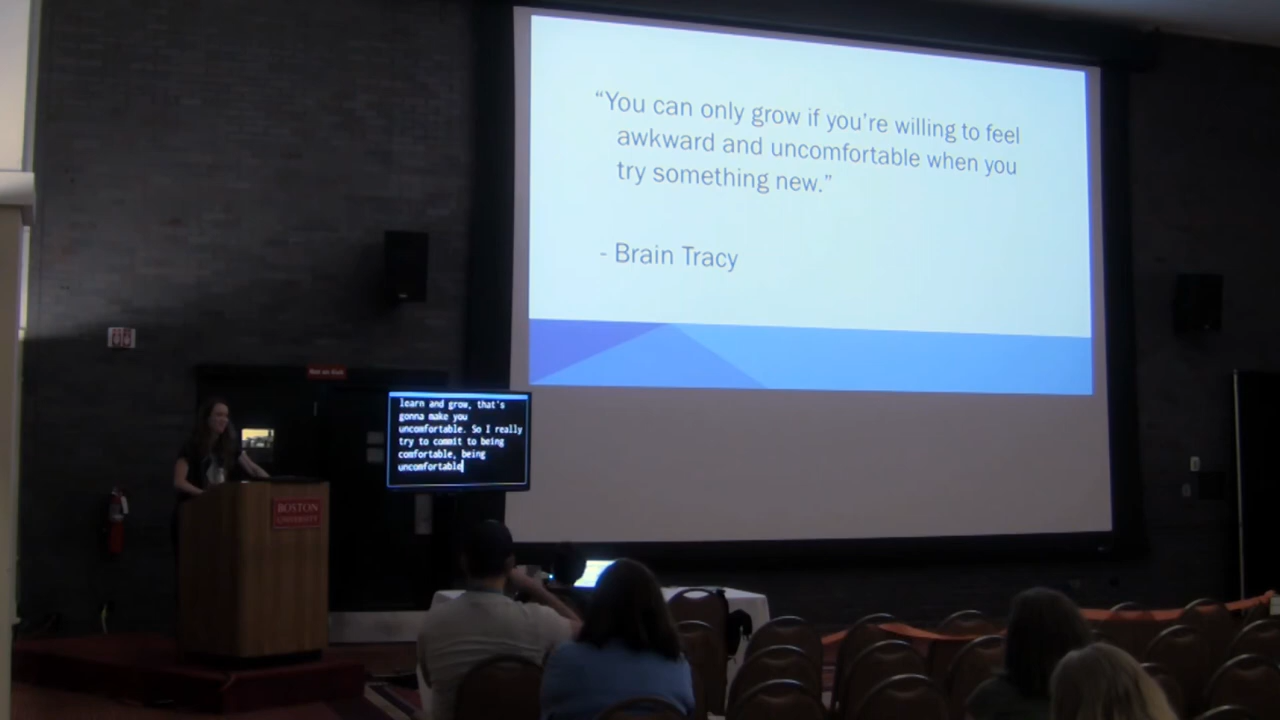 “You can only grow if you’re willing to feel
awkward and uncomfortable when you
try something new.”
- Brain Tracy
learn and grow, that's
gonna make you
uncomfortable. So I really
try to commit to being
comfortable, being
uncomfortable
BOSTON
UNIVERSITY